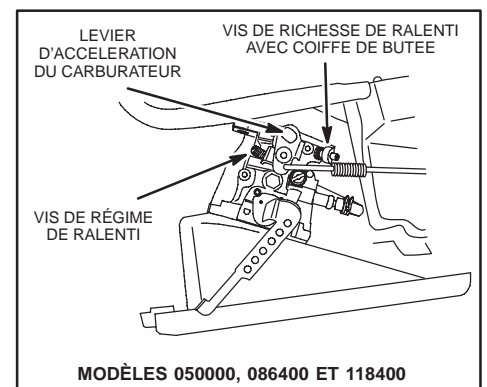 LEVIER
D'ACCELERATION
DU CARBURATEUR
VIS DE RICHESSE DE RALENTI
AVEC COIFFE DE BUTEE
VIS DE RÉGIME
DE RALENTI
MODÈLES 050000, 086400 ET 118400